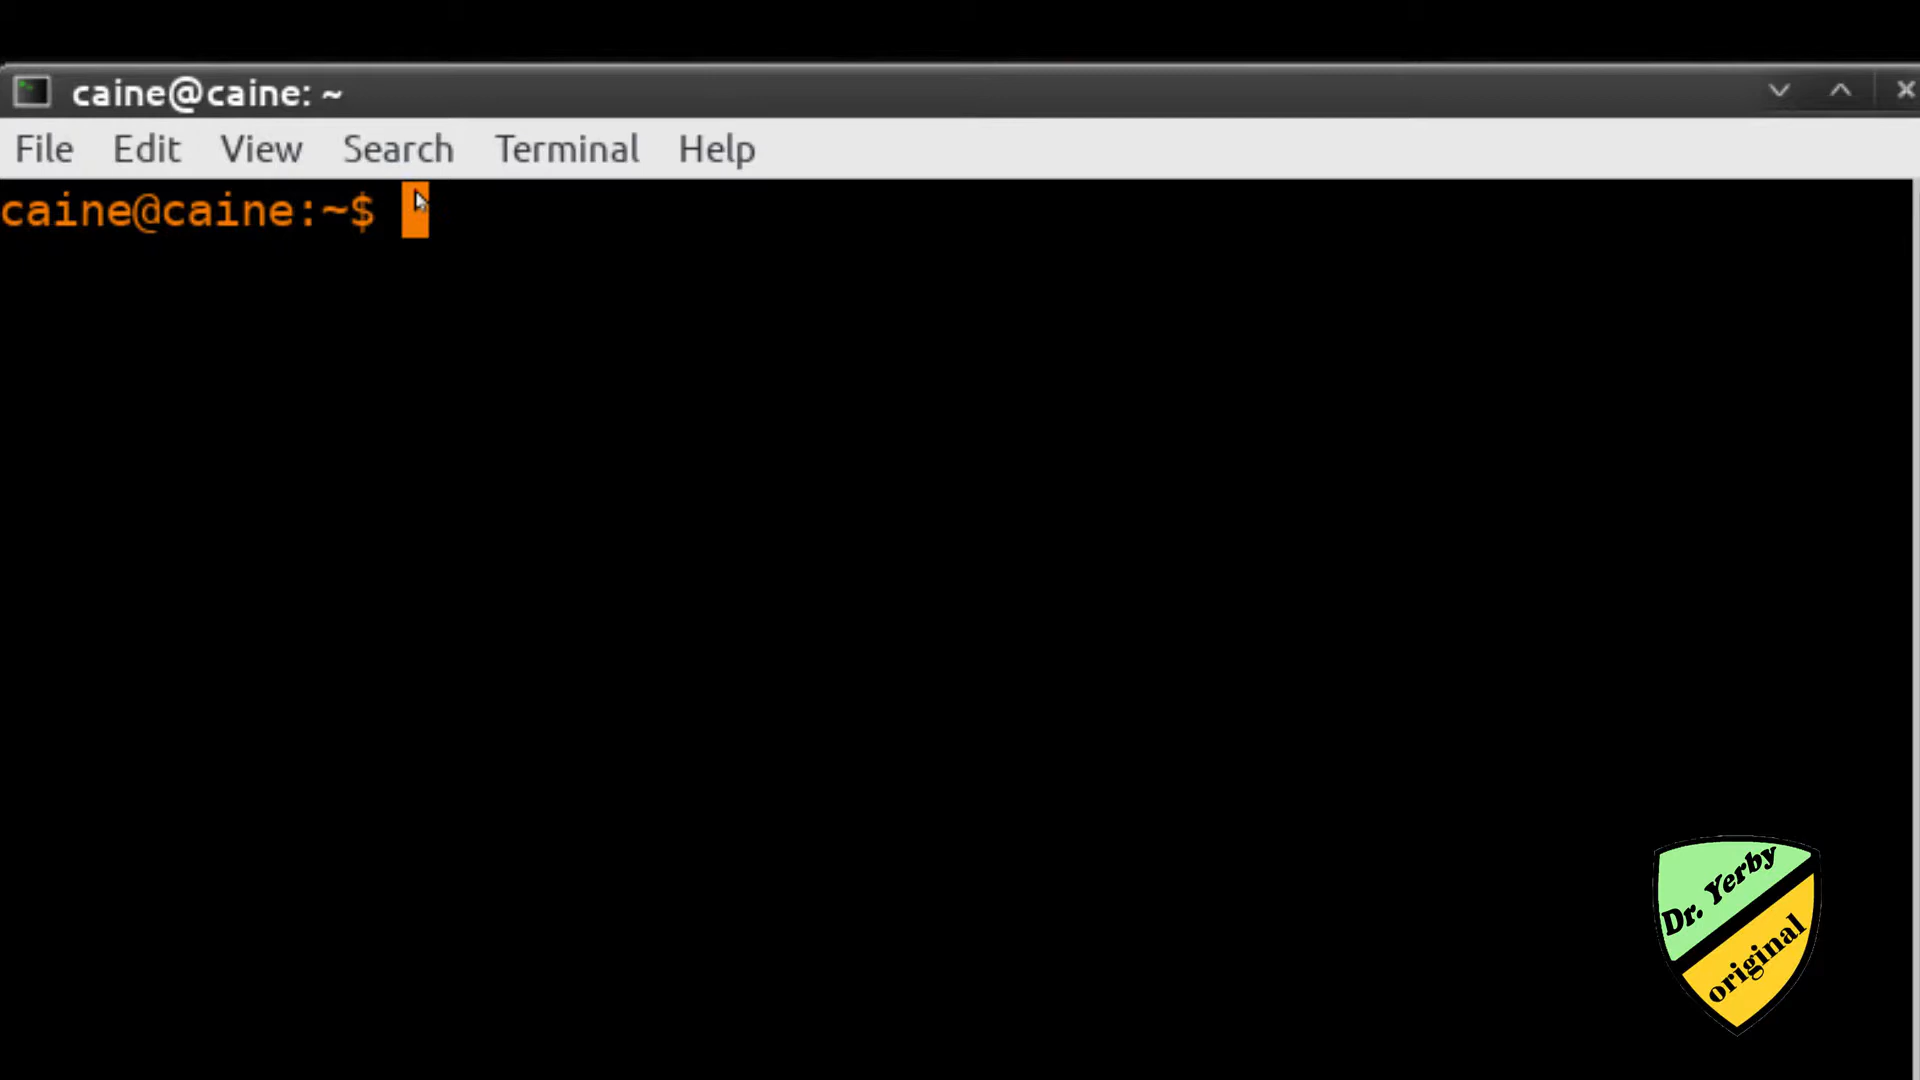 caine@caine: ~
File Edit View Search Terminal Help
caine@caine:~$
Dr. Yerby
original